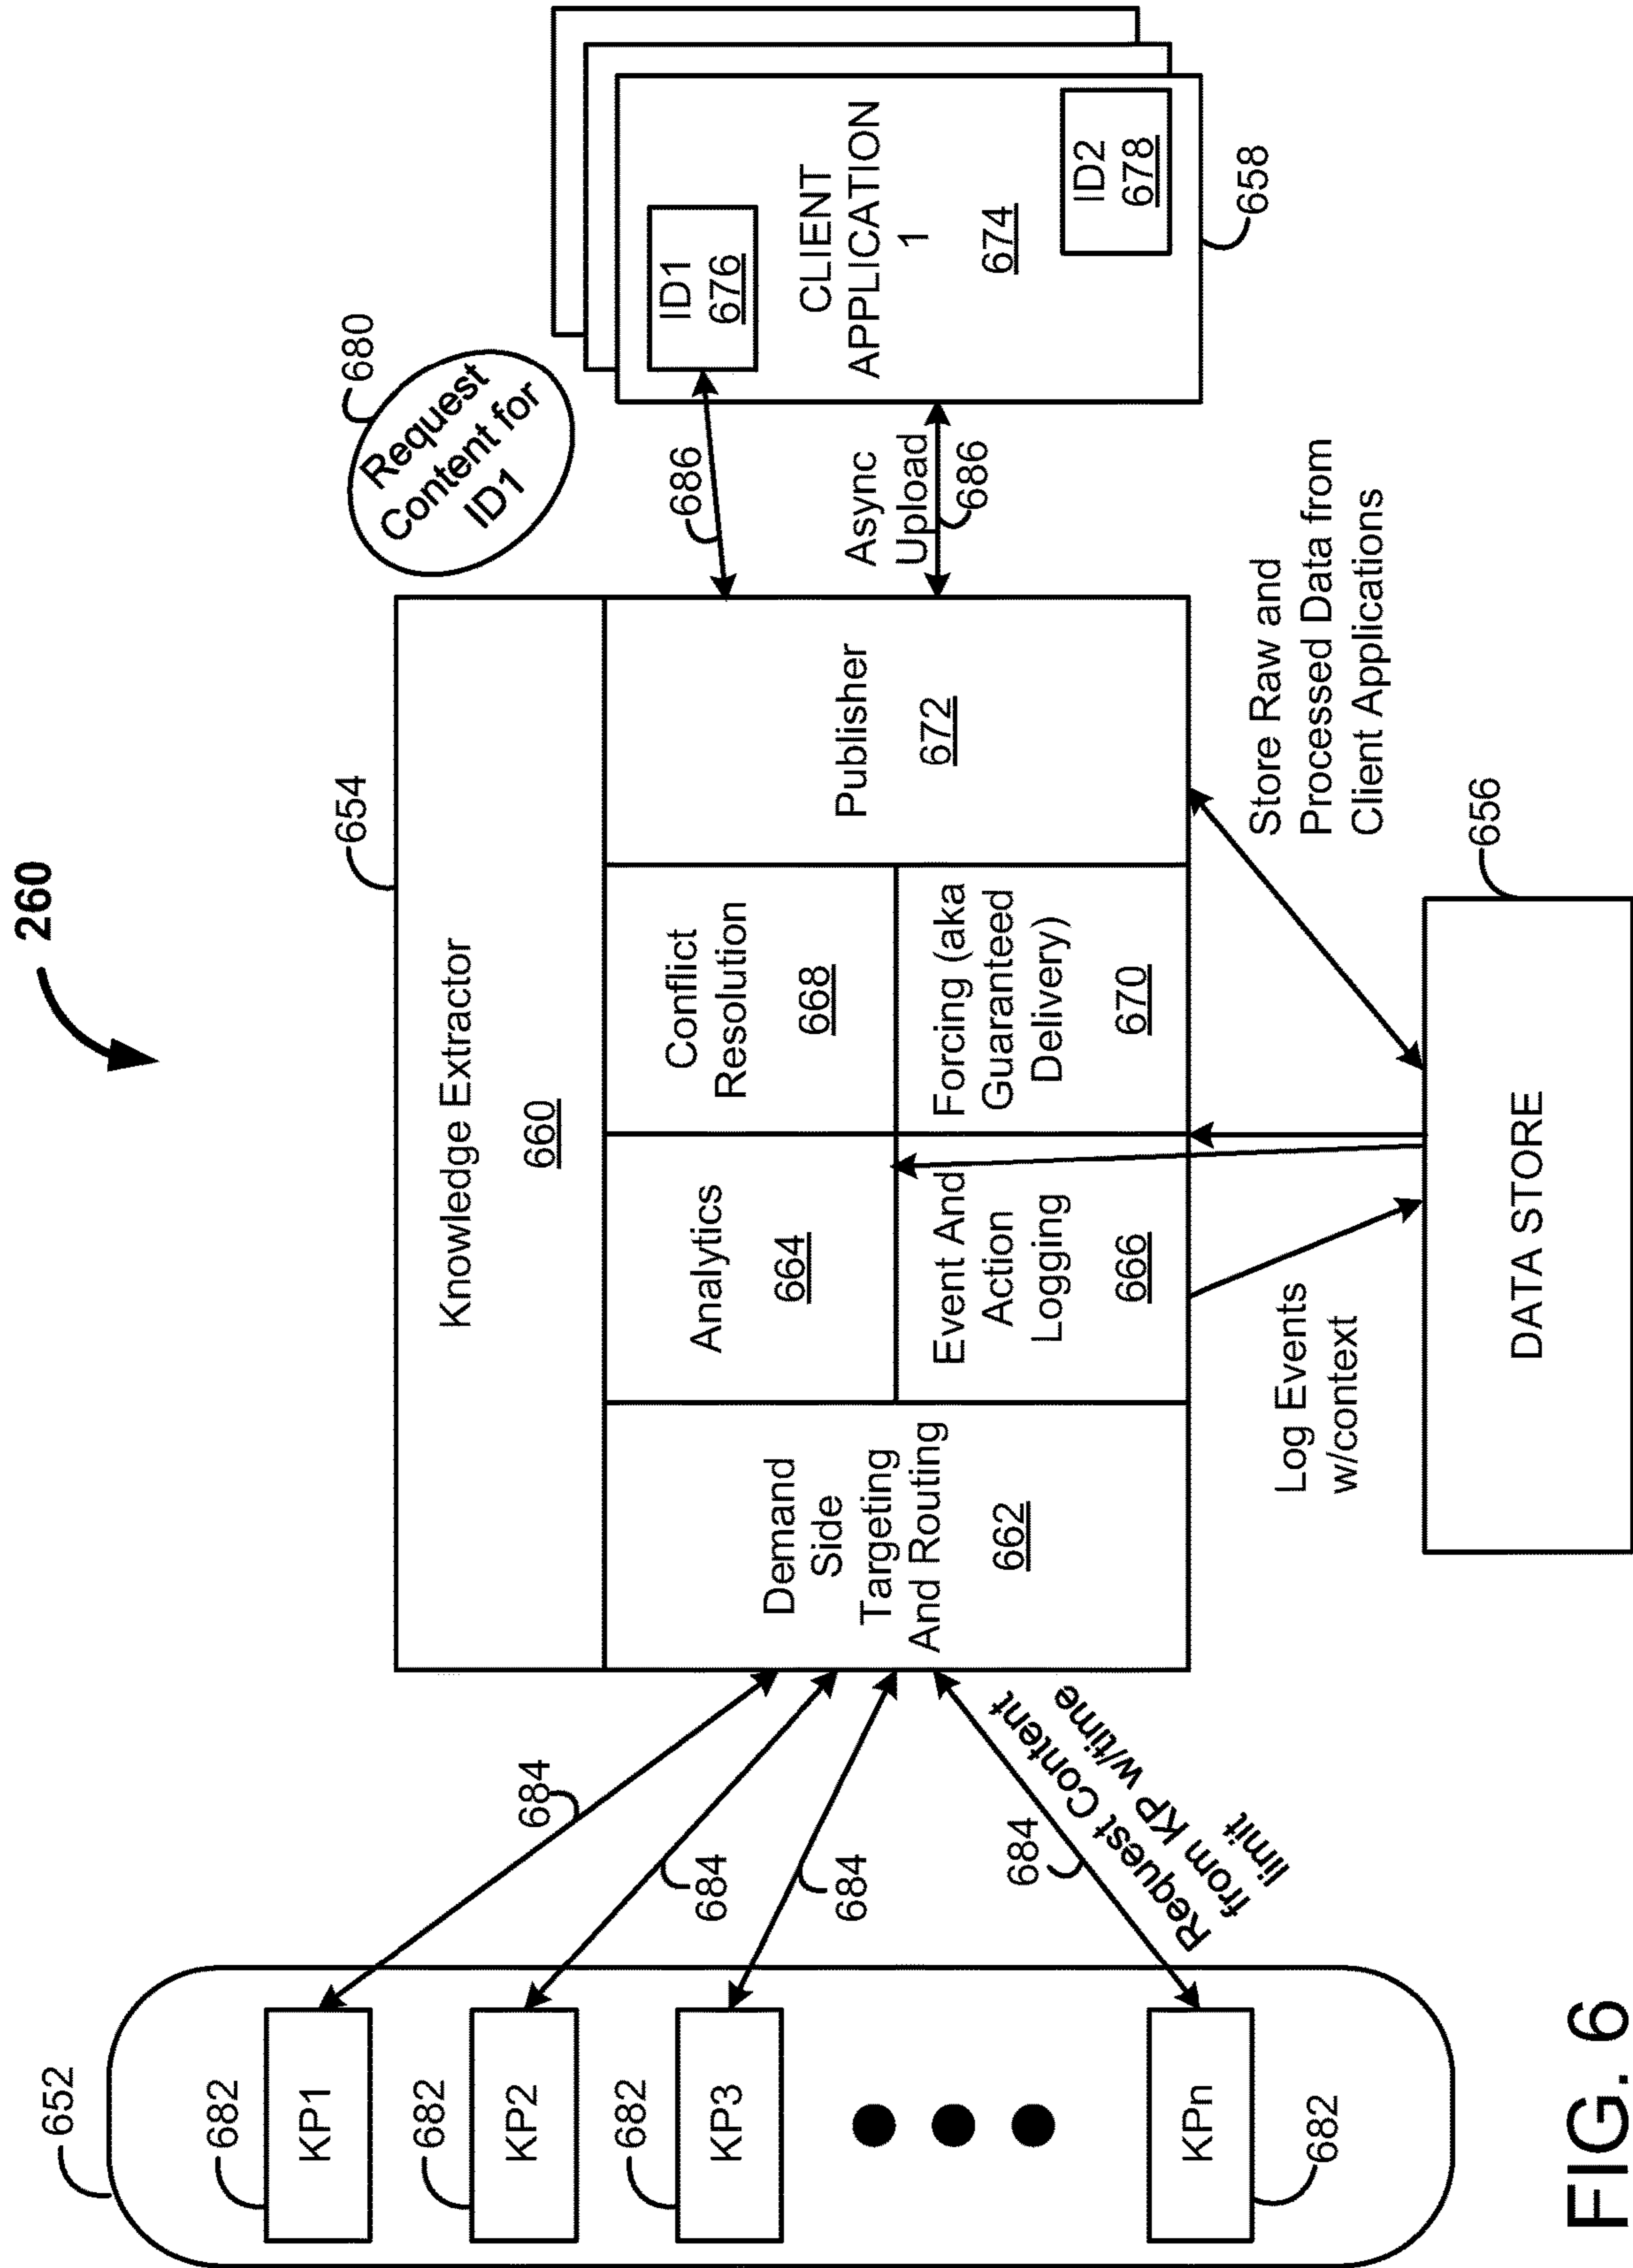 260
652
682
KP1
682
KP2
682
KP3
KPn
682
684
684
684
684
Request Content
from KP w/time
limit
654
Knowledge Extractor
660
Demand
Side
Targeting
And Routing
662
Analytics
664
Event And
Action
Logging
666
Conflict
Resolution
668
Forcing (aka
Guaranteed
Delivery)
670
Publisher
672
680
Request
Content for
ID1
686
Async
Upload
686
ID1
676
CLIENT
APPLICATION
1
674
ID2
678
658
Log Events
w/context
Store Raw and
Processed Data from
Client Applications
656
DATA STORE
FIG. 6